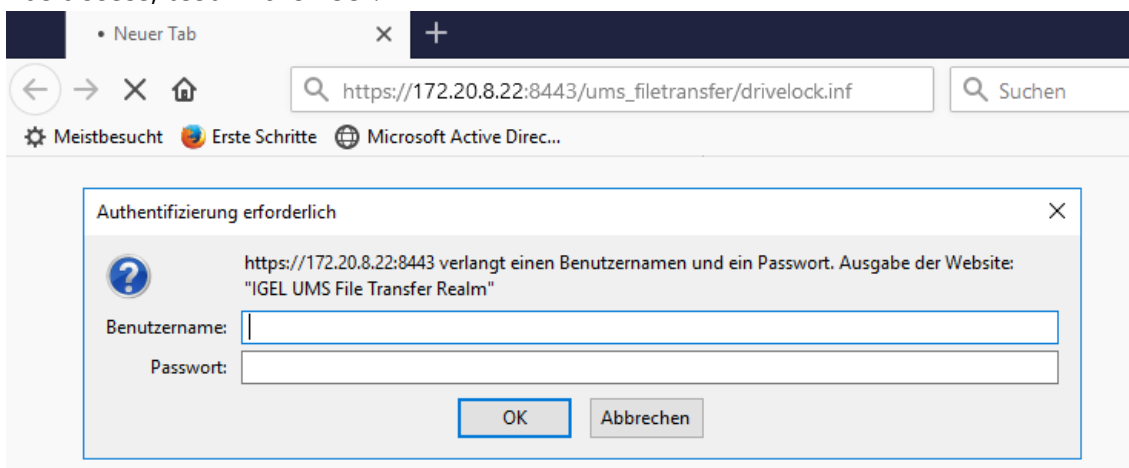 • Neuer Tab
https://172.20.8.22:8443/ums_filetransfer/drivelock.inf
Suchen
Meistbesucht Erste Schritte Microsoft Active Direc...
Authentifizierung erforderlich
https://172.20.8.22:8443 verlangt einen Benutzernamen und ein Passwort. Ausgabe der Website:
"IGEL UMS File Transfer Realm"
Benutzername:
Passwort:
OK Abbrechen